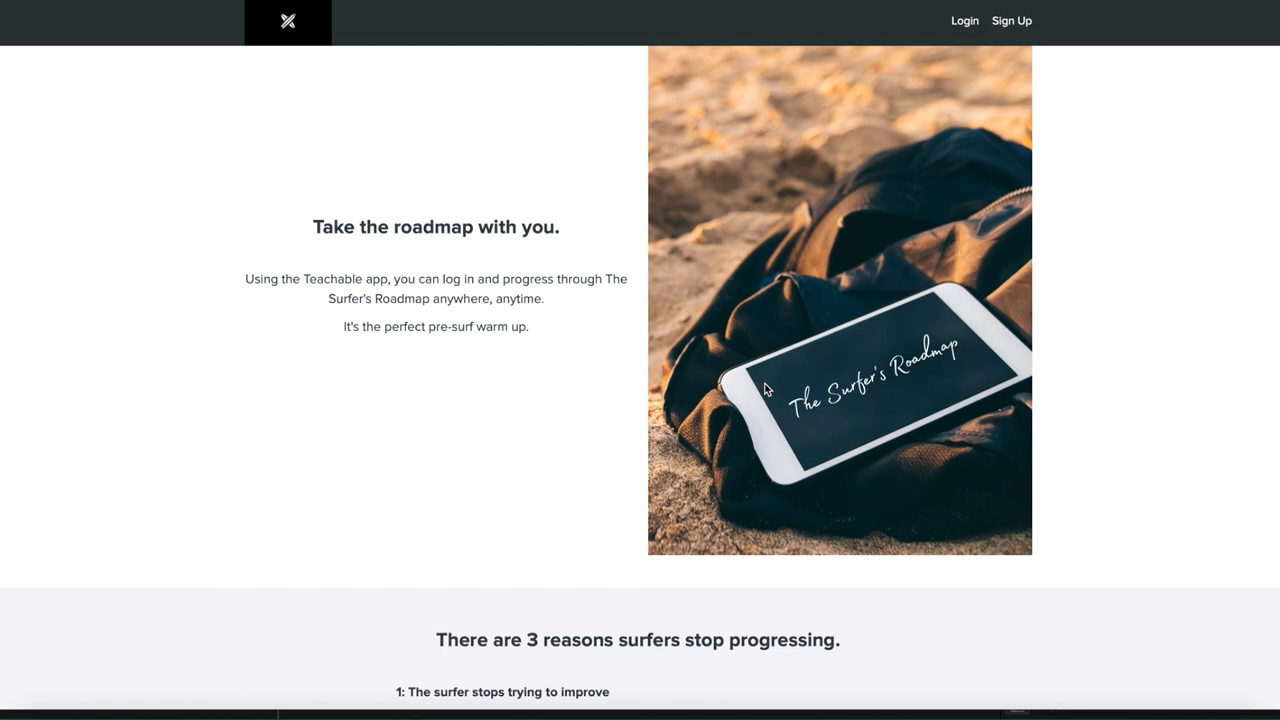 Login Sign Up
Take the roadmap with you.
Using the Teachable app, you can log in and progress through The
Surfer's Roadmap anywhere, anytime.
It's the perfect pre-surf warm up.
The Surfer's Roadmap
There are 3 reasons surfers stop progressing.
1: The surfer stops trying to improve